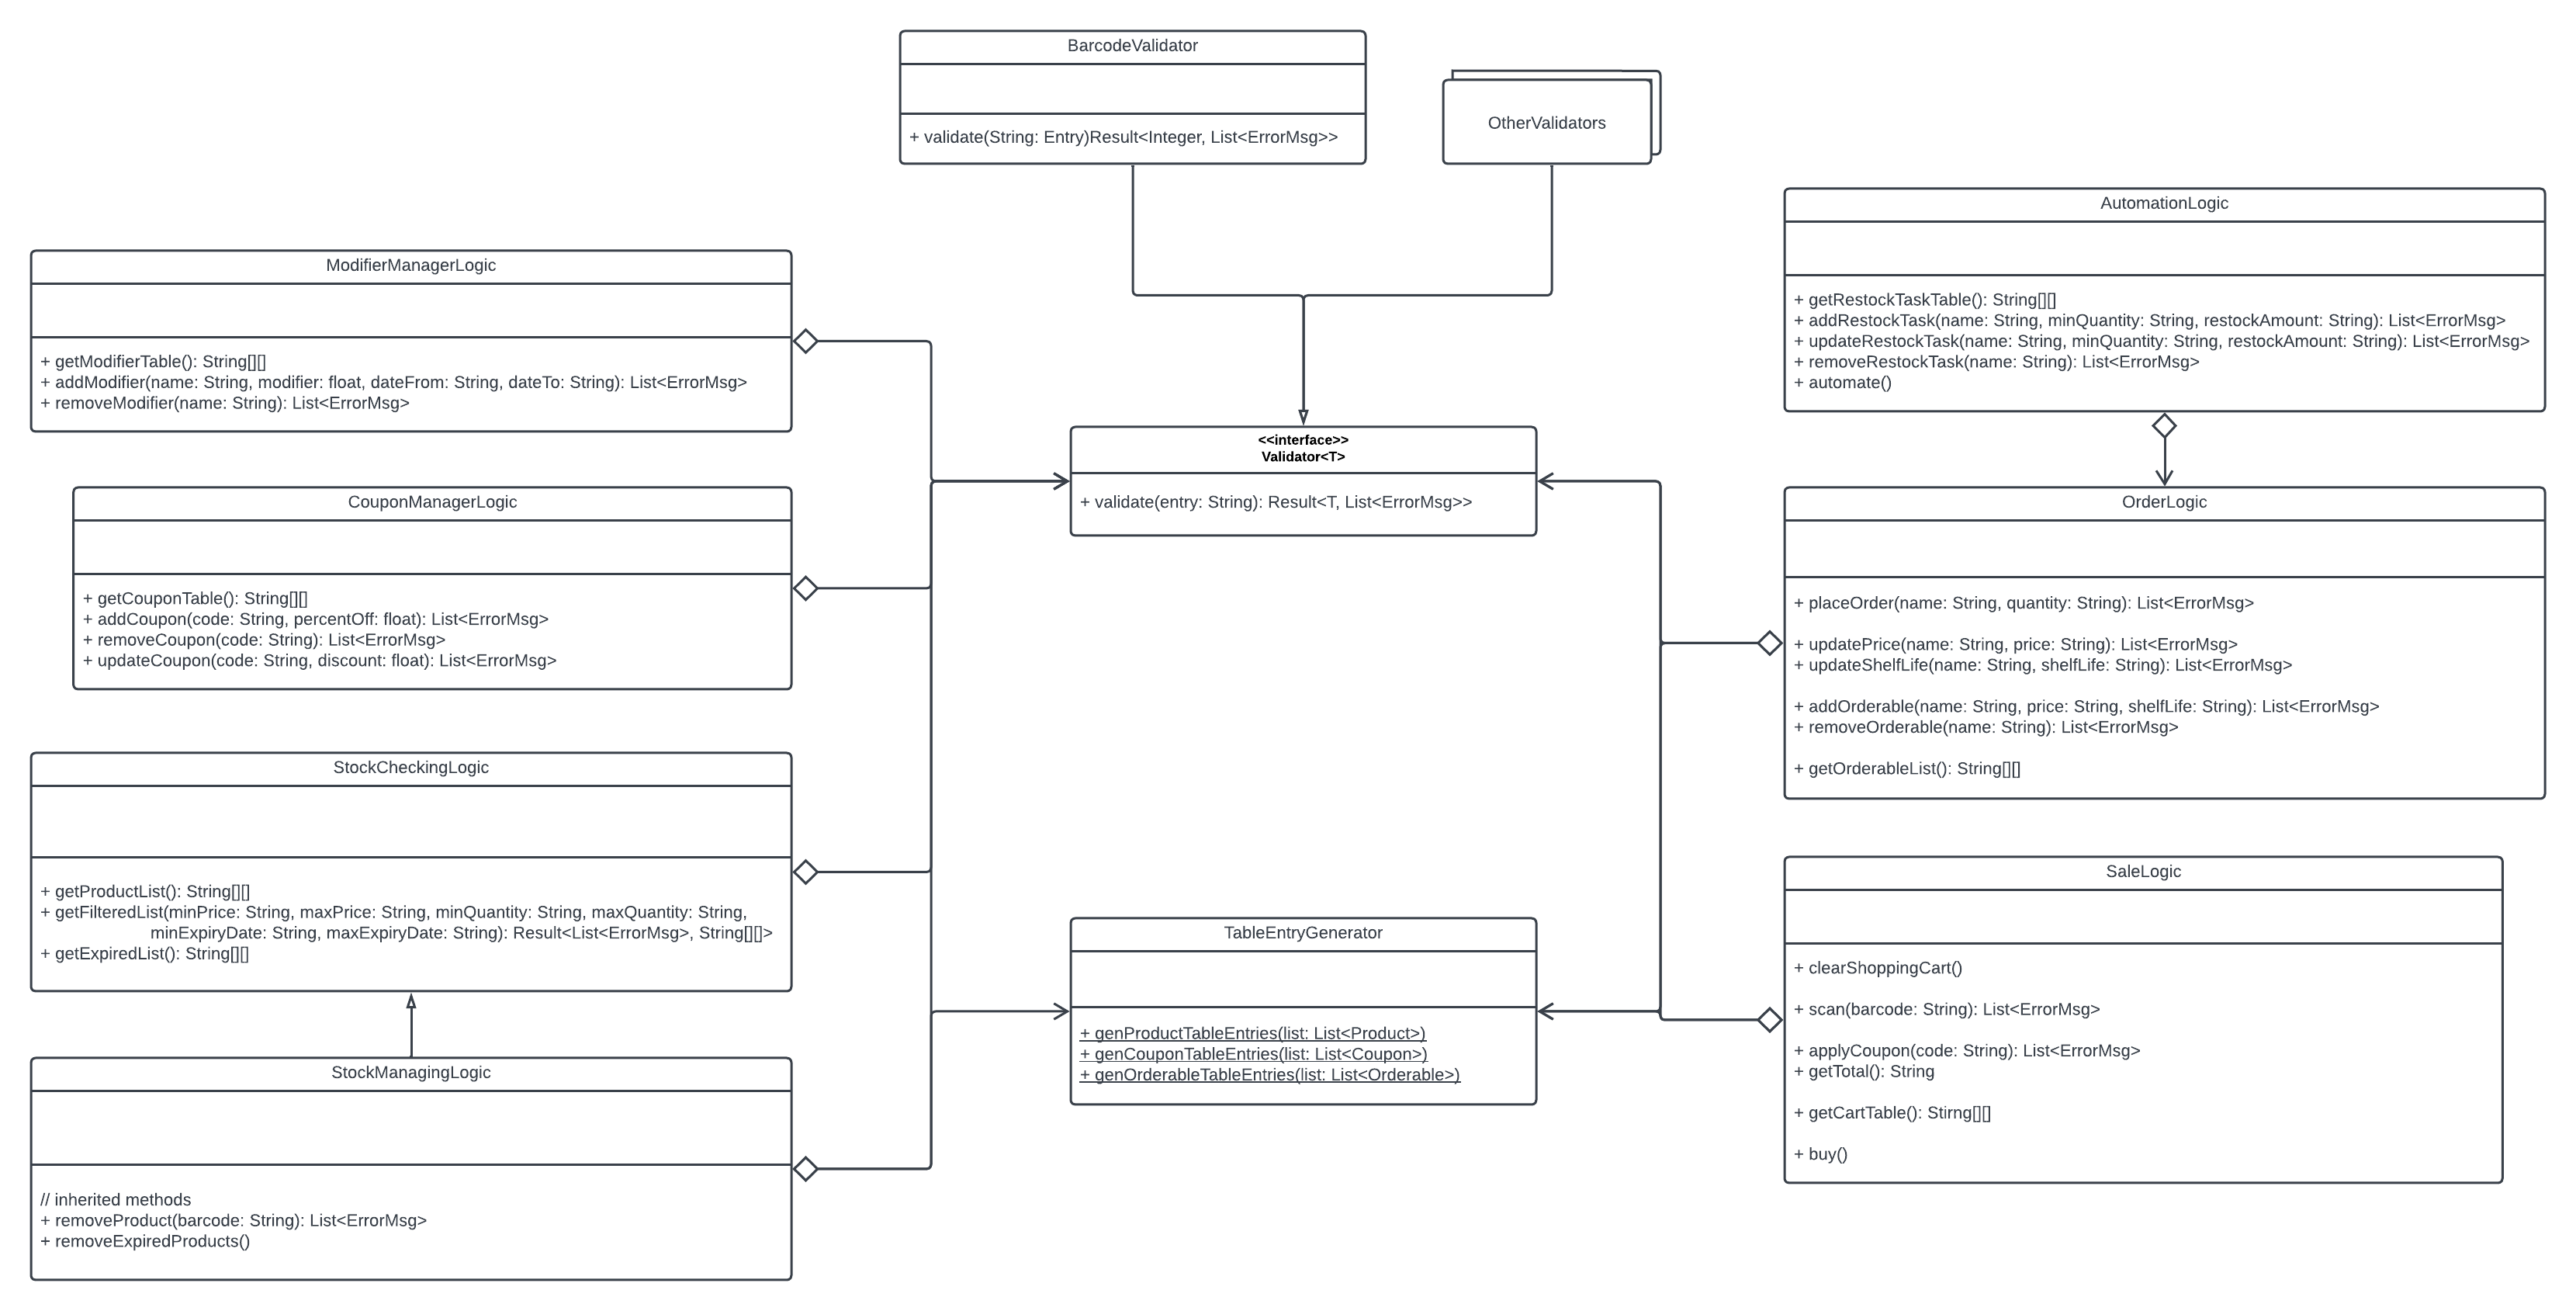 BarcodeValidator
+ validate(String: Entry)Result<Integer, List<ErrorMsg>>
OtherValidators
AutomationLogic
+ getRestockTaskTable(): String[][]
+ addRestockTask(name: String, minQuantity: String, restockAmount: String): List<ErrorMsg>
+ updateRestockTask(name: String, minQuantity: String, restockAmount: String): List<ErrorMsg>
+ removeRestockTask(name: String): List<ErrorMsg>
+ automate()
ModifierManagerLogic
+ getModifierTable(): String[][]
+ addModifier(name: String, modifier: float, dateFrom: String, dateTo: String): List<ErrorMsg>
+ removeModifier(name: String): List<ErrorMsg>
<<interface>>
Validator<T>
+ validate(entry: String): Result<T, List<ErrorMsg>>
CouponManagerLogic
+ getCouponTable(): String[][]
+ addCoupon(code: String, percentOff: float): List<ErrorMsg>
+ removeCoupon(code: String): List<ErrorMsg>
+ updateCoupon(code: String, discount: float): List<ErrorMsg>
OrderLogic
+ placeOrder(name: String, quantity: String): List<ErrorMsg>
+ updatePrice(name: String, price: String): List<ErrorMsg>
+ updateShelfLife(name: String, shelfLife: String): List<ErrorMsg>
+ addOrderable(name: String, price: String, shelfLife: String): List<ErrorMsg>
+ removeOrderable(name: String): List<ErrorMsg>
+ getOrderableList(): String[][]
StockCheckingLogic
+ getProductList(): String[][]
+ getFilteredList(minPrice: String, maxPrice: String, minQuantity: String, maxQuantity: String,
minExpiryDate: String, maxExpiryDate: String): Result<List<ErrorMsg>, String[][]>
+ getExpiredList(): String[][]
TableEntryGenerator
+ genProductTableEntries(list: List<Product>)
+ genCouponTableEntries(list: List<Coupon>)
+ genOrderableTableEntries(list: List<Orderable>)
SaleLogic
+ clearShoppingCart()
+ scan(barcode: String): List<ErrorMsg>
+ applyCoupon(code: String): List<ErrorMsg>
+ getTotal(): String
+ getCartTable(): Stirng[][]
+ buy()
StockManagingLogic
// inherited methods
+ removeProduct(barcode: String): List<ErrorMsg>
+ removeExpiredProducts()